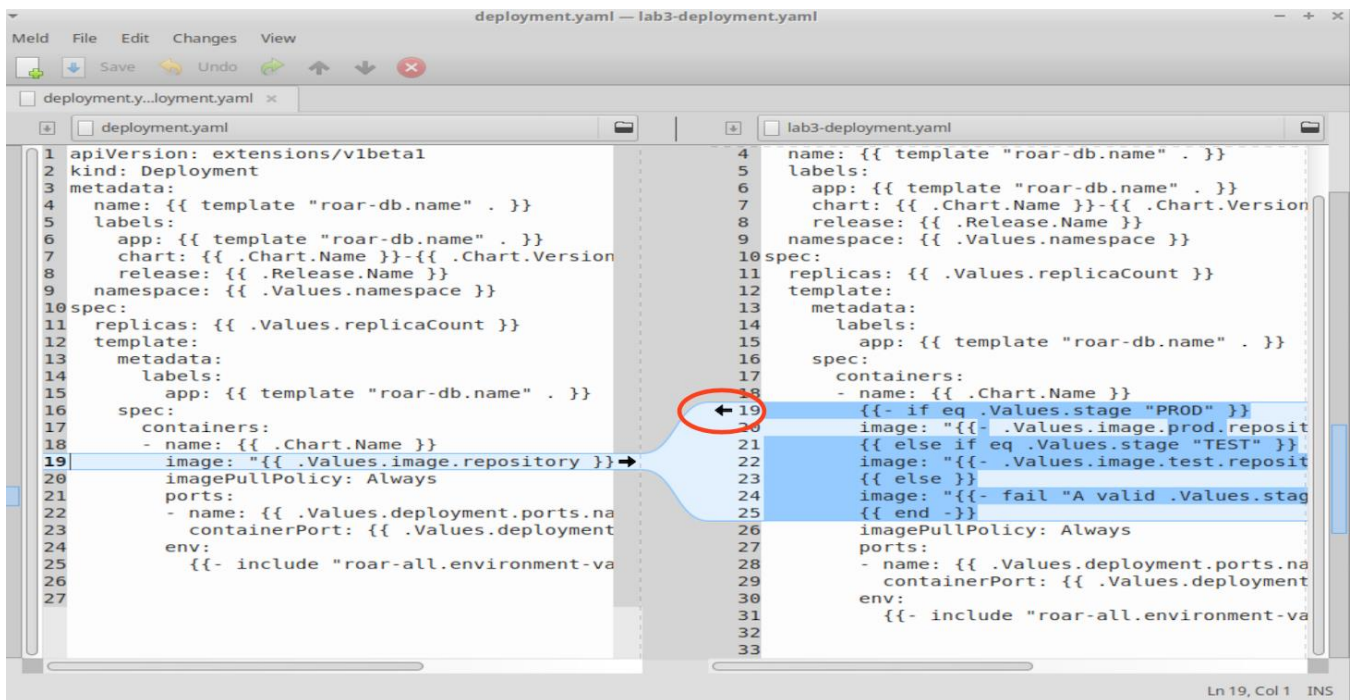 deployment.yaml — lab3-deployment.yaml
Meld File Edit Changes View
Save Undo
deployment.y...loyment.yaml ×
deployment.yaml
1 apiVersion: extensions/v1beta1
2 kind: Deployment
3 metadata:
4 name: {{ template "roar-db.name" . }}
5 labels:
6 app: {{ template "roar-db.name" . }}
7 chart: {{ .Chart.Name }}-{{ .Chart.Version
8 release: {{ .Release.Name }}
9 namespace: {{ .Values.namespace }}
10 spec:
11 replicas: {{ .Values.replicaCount }}
12 template:
13 metadata:
14 labels:
15 app: {{ template "roar-db.name" . }}
16 spec:
17 containers:
18 - name: {{ .Chart.Name }}
19 image: "{{ .Values.image.repository }}
20 imagePullPolicy: Always
21 ports:
22 - name: {{ .Values.deployment.ports.na
23 containerPort: {{ .Values.deployment
24 env:
25 {{- include "roar-all.environment-va
26
27
lab3-deployment.yaml
4 name: {{ template "roar-db.name" . }}
5 labels:
6 app: {{ template "roar-db.name" . }}
7 chart: {{ .Chart.Name }}-{{ .Chart.Version
8 release: {{ .Release.Name }}
9 namespace: {{ .Values.namespace }}
10 spec:
11 replicas: {{ .Values.replicaCount }}
12 template:
13 metadata:
14 labels:
15 app: {{ template "roar-db.name" . }}
16 spec:
17 containers:
18 - name: {{ .Chart.Name }}
19 {{- if eq .Values.stage "PROD" }}
20 image: "{{- .Values.image.prod.reposit
21 {{ else if eq .Values.stage "TEST" }}
22 image: "{{- .Values.image.test.reposit
23 {{ else }}
24 image: "{{- fail "A valid .Values.stag
25 {{ end -}}
26 imagePullPolicy: Always
27 ports:
28 - name: {{ .Values.deployment.ports.na
29 containerPort: {{ .Values.deployment
30 env:
31 {{- include "roar-all.environment-va
32
33
Ln 19, Col 1 INS